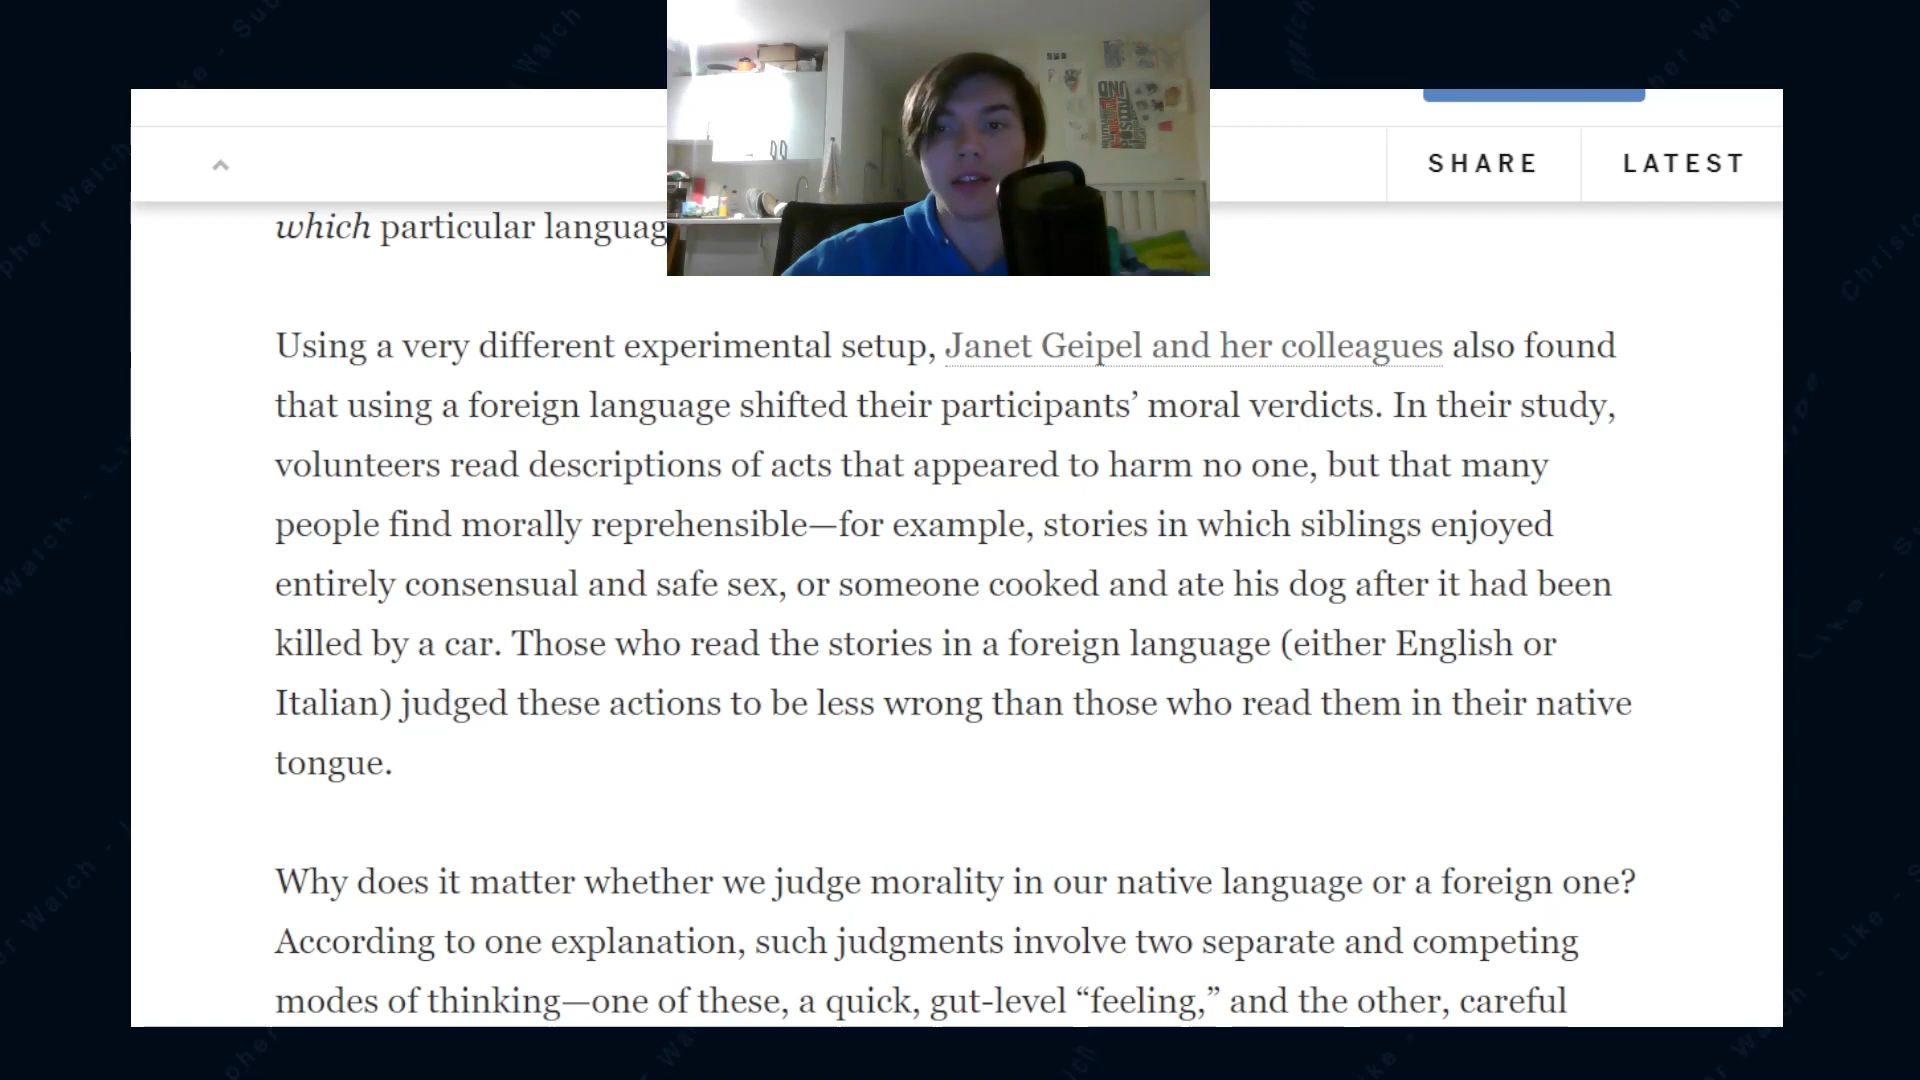 SHARE
LATEST
which particular languag
Using a very different experimental setup, Janet Geipel and her colleagues also found
that using a foreign language shifted their participants’ moral verdicts. In their study,
volunteers read descriptions of acts that appeared to harm no one, but that many
people find morally reprehensible—for example, stories in which siblings enjoyed
entirely consensual and safe sex, or someone cooked and ate his dog after it had been
killed by a car. Those who read the stories in a foreign language (either English or
Italian) judged these actions to be less wrong than those who read them in their native
tongue.
Why does it matter whether we judge morality in our native language or a foreign one?
According to one explanation, such judgments involve two separate and competing
modes of thinking—one of these, a quick, gut-level “feeling,” and the other, careful